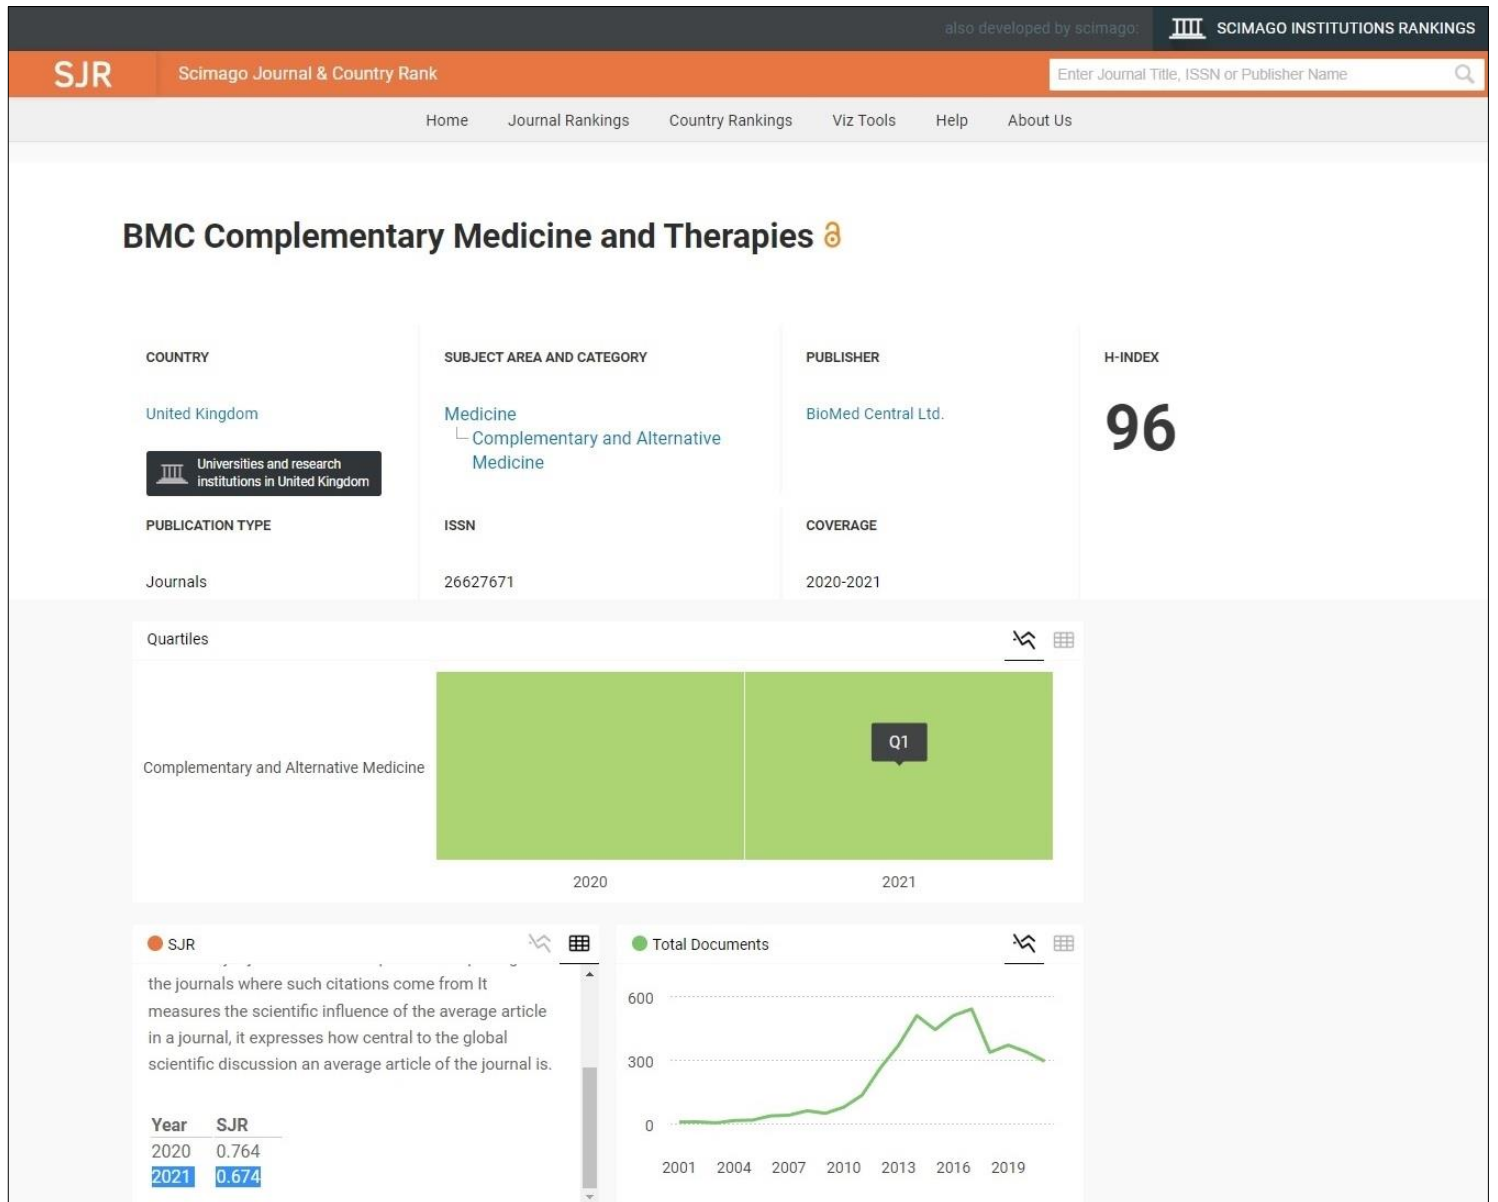 also developed by scimago:
SCIMAGO INSTITUTIONS RANKINGS
SJR
Scimago Journal & Country Rank
Enter Journal Title, ISSN or Publisher Name
Home
Journal Rankings
Country Rankings
Viz Tools
Help
About Us
BMC Complementary Medicine and Therapies
COUNTRY
SUBJECT AREA AND CATEGORY
PUBLISHER
H-INDEX
United Kingdom
Medicine
Complementary and Alternative
Medicine
BioMed Central Ltd.
96
Universities and research
institutions in United Kingdom
PUBLICATION TYPE
ISSN
COVERAGE
Journals
26627671
2020-2021
Quartiles
Q1
Complementary and Alternative Medicine
2020
2021
SJR
the journals where such citations come from It
measures the scientific influence of the average article
in a journal, it expresses how central to the global
scientific discussion an average article of the journal is.
Year SJR
2020 0.764
2021 0.674
Total Documents
600
300
0
2001 2004 2007 2010 2013 2016 2019